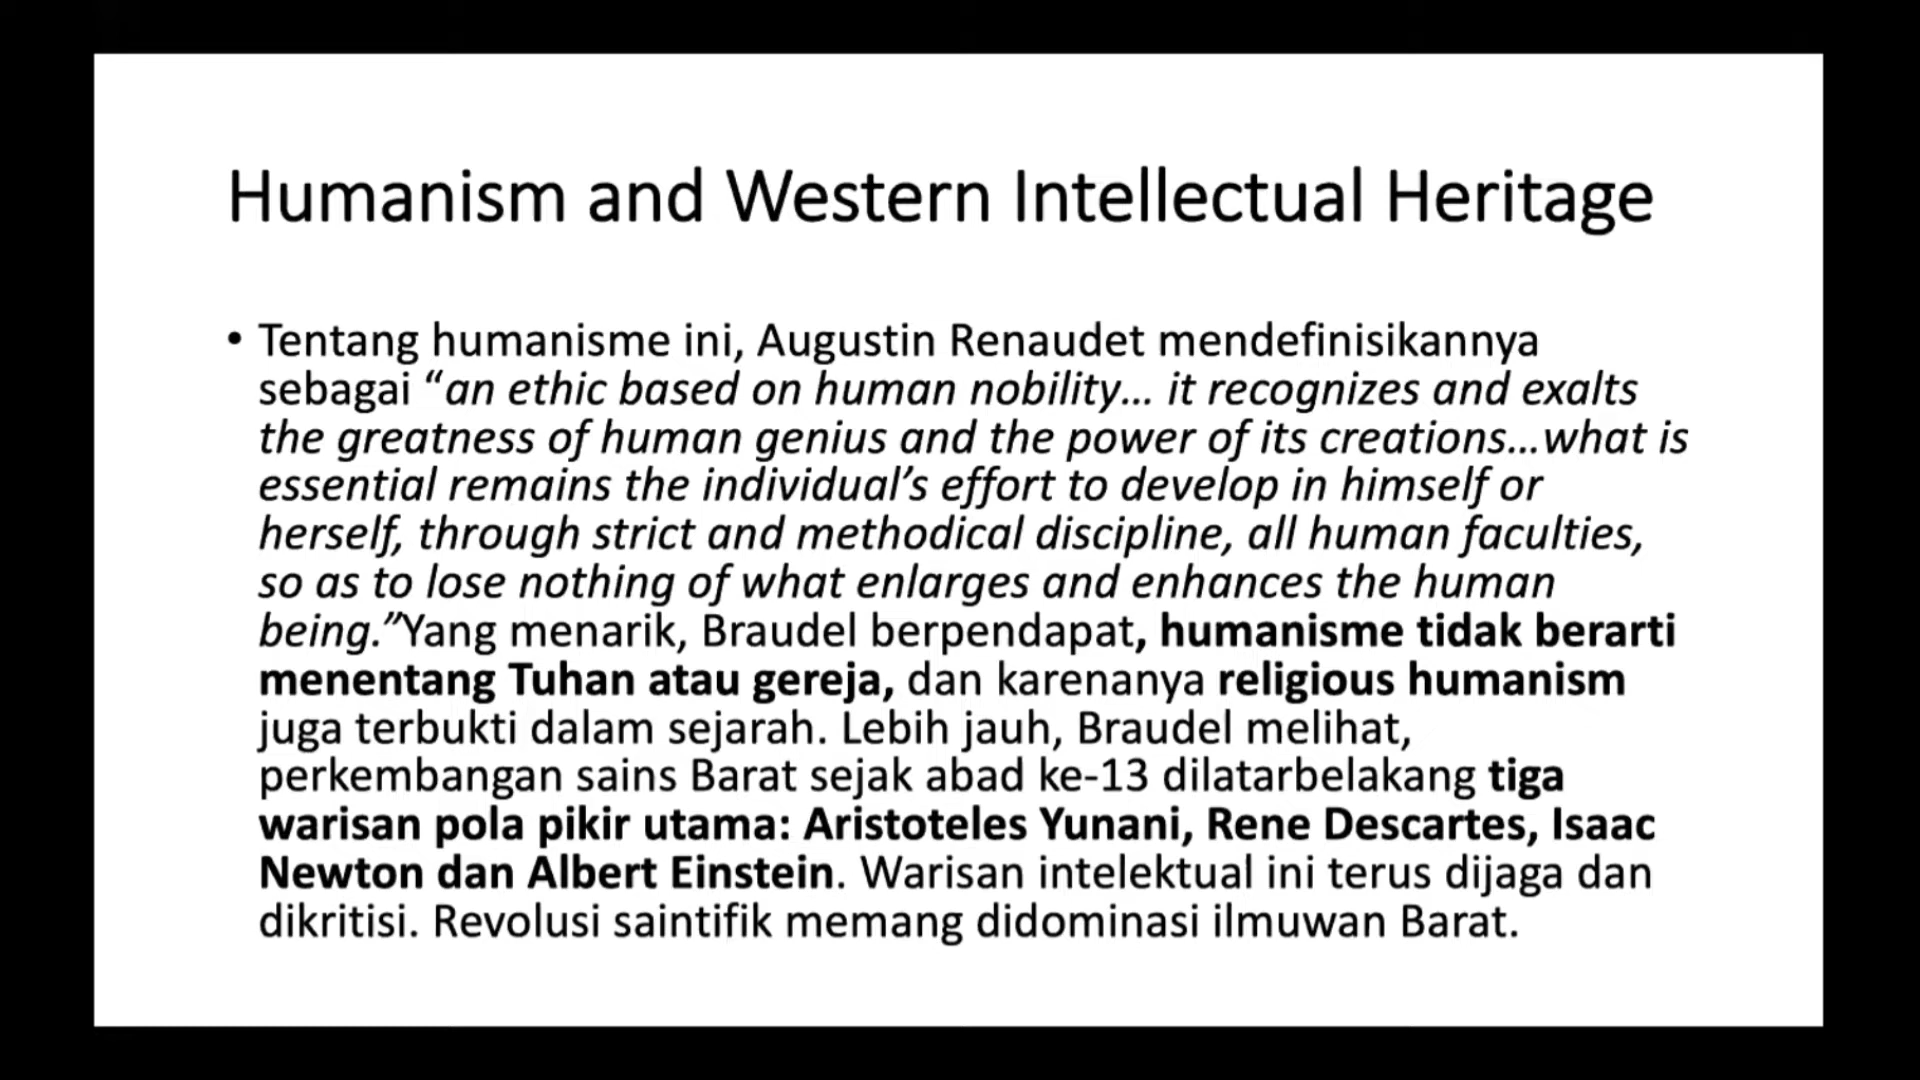 Humanism and Western Intellectual Heritage
• Tentang humanisme ini, Augustin Renaudet mendefinisikannya
sebagai “an ethic based on human nobility... it recognizes and exalts
the greatness of human genius and the power of its creations...what is
essential remains the individual’s effort to develop in himself or
herself, through strict and methodical discipline, all human faculties,
so as to lose nothing of what enlarges and enhances the human
being.”Yang menarik, Braudel berpendapat, humanisme tidak berarti
menentang Tuhan atau gereja, dan karenanya religious humanism
juga terbukti dalam sejarah. Lebih jauh, Braudel melihat,
perkembangan sains Barat sejak abad ke-13 dilatarbelakang tiga
warisan pola pikir utama: Aristoteles Yunani, Rene Descartes, Isaac
Newton dan Albert Einstein. Warisan intelektual ini terus dijaga dan
dikritisi. Revolusi saintifik memang didominasi ilmuwan Barat.